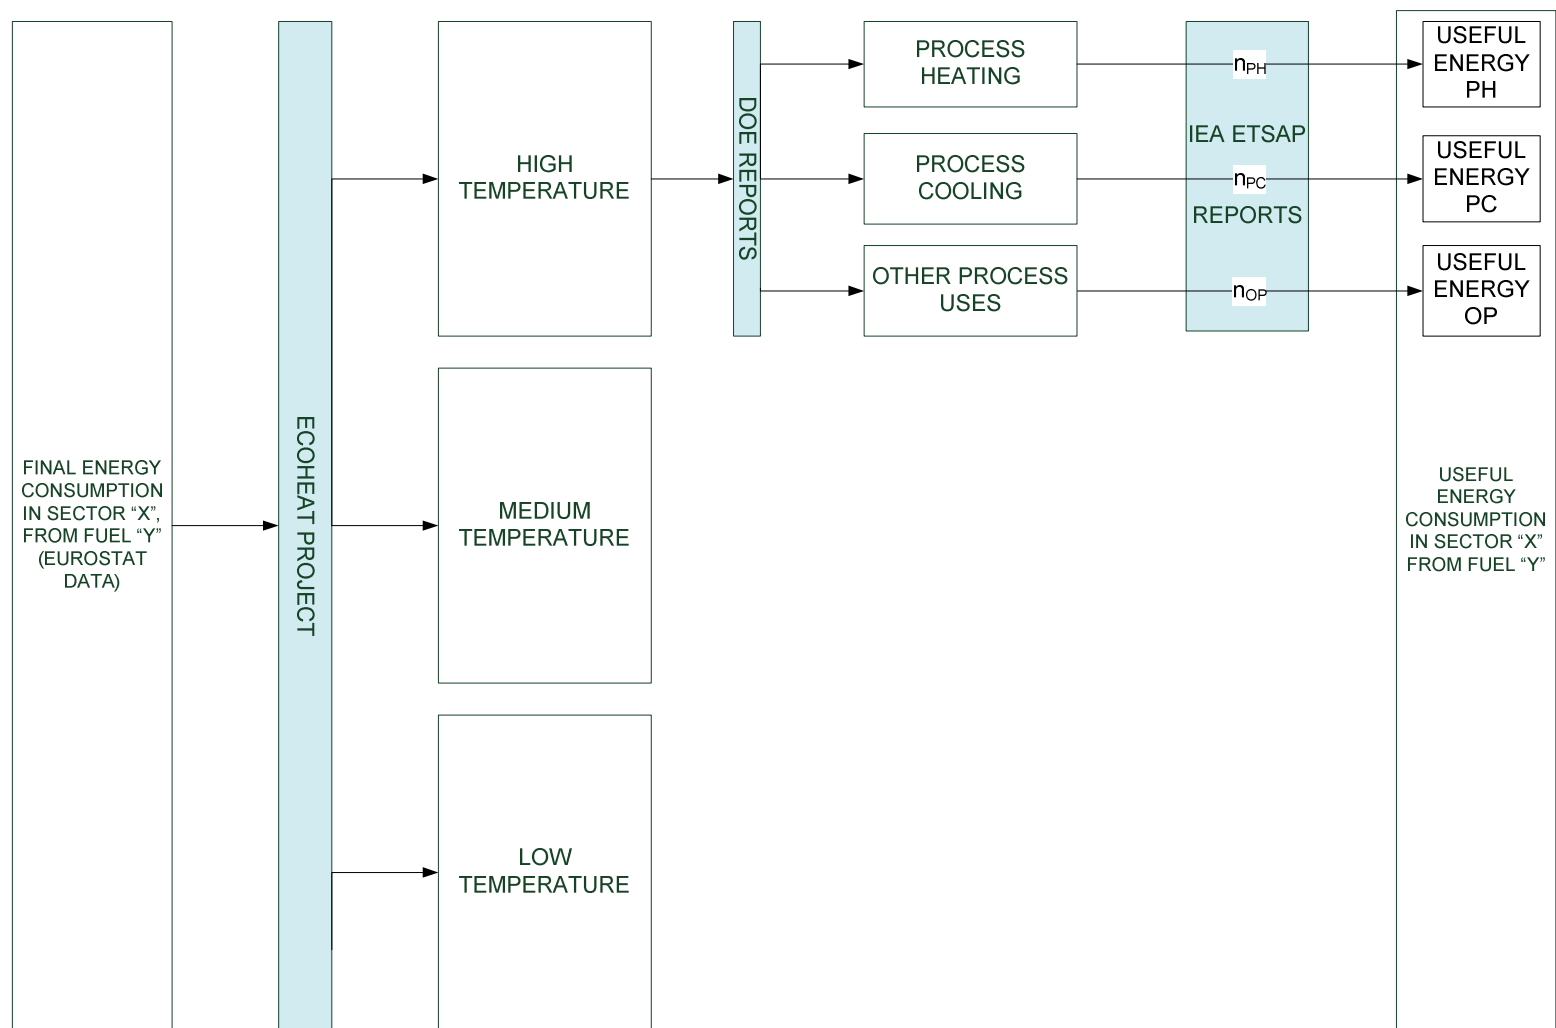 FINAL ENERGY
CONSUMPTION
IN SECTOR “X”,
FROM FUEL “Y”
(EUROSTAT
DATA)
ECOHEAT PROJECT
HIGH
TEMPERATURE
MEDIUM
TEMPERATURE
LOW
TEMPERATURE
DOE REPORTS
PROCESS
HEATING
PROCESS
COOLING
OTHER PROCESS
USES
nPH
IEA ETSAP
nPC
REPORTS
nOP
USEFUL
ENERGY
PH
USEFUL
ENERGY
PC
USEFUL
ENERGY
OP
USEFUL
ENERGY
CONSUMPTION
IN SECTOR “X”
FROM FUEL “Y”